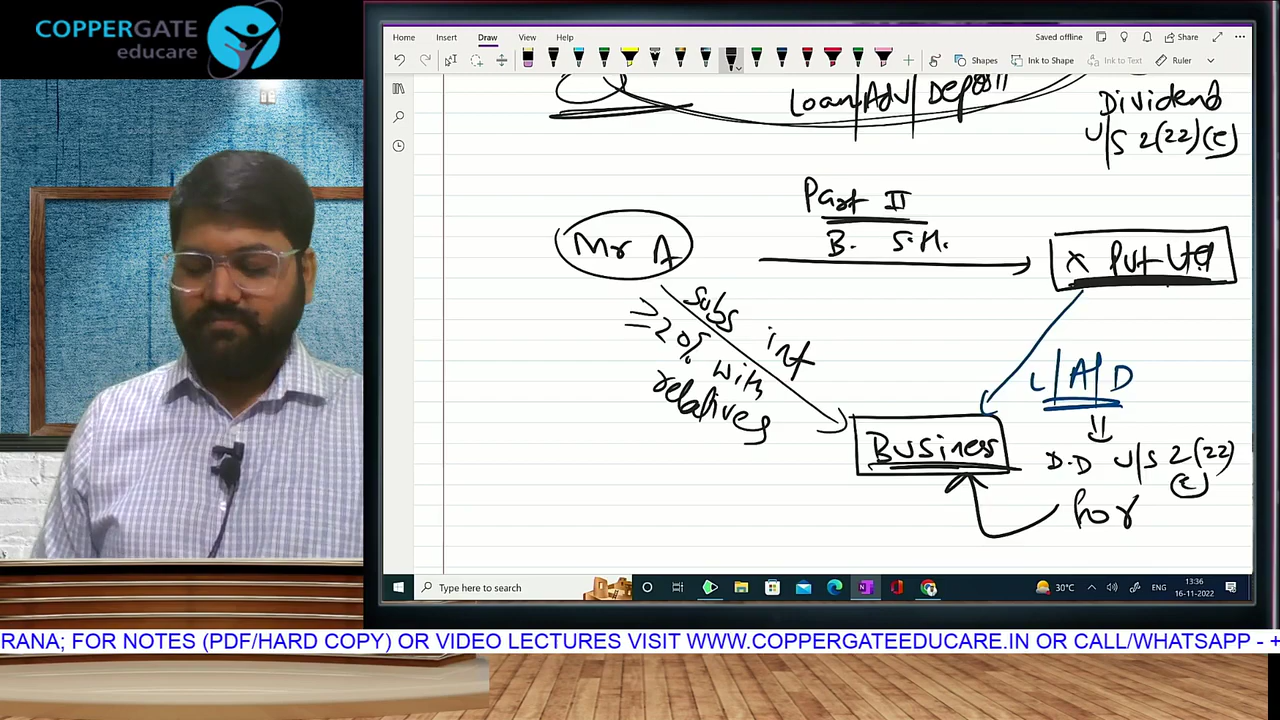 COPPERGATE
educare
Home Insert Draw View Help
Saved offline
Share
Shapes
Ink to Shape
Ink to Text
Ruler
Loan/Adv/Deposit
Dividend
U/S 2(22)(e)
Part II
B. S.H.
Mr A
X Pvt Ltd
Subs int
≥20% with
relatives
L/A/D
Business
D.D U/S 2(22)
(e)
for
Type here to search
30°C
ENG
13:36
16-11-2022
RANA; FOR NOTES (PDF/HARD COPY) OR VIDEO LECTURES VISIT WWW.COPPERGATEEDUCARE.IN OR CALL/WHATSAPP - +